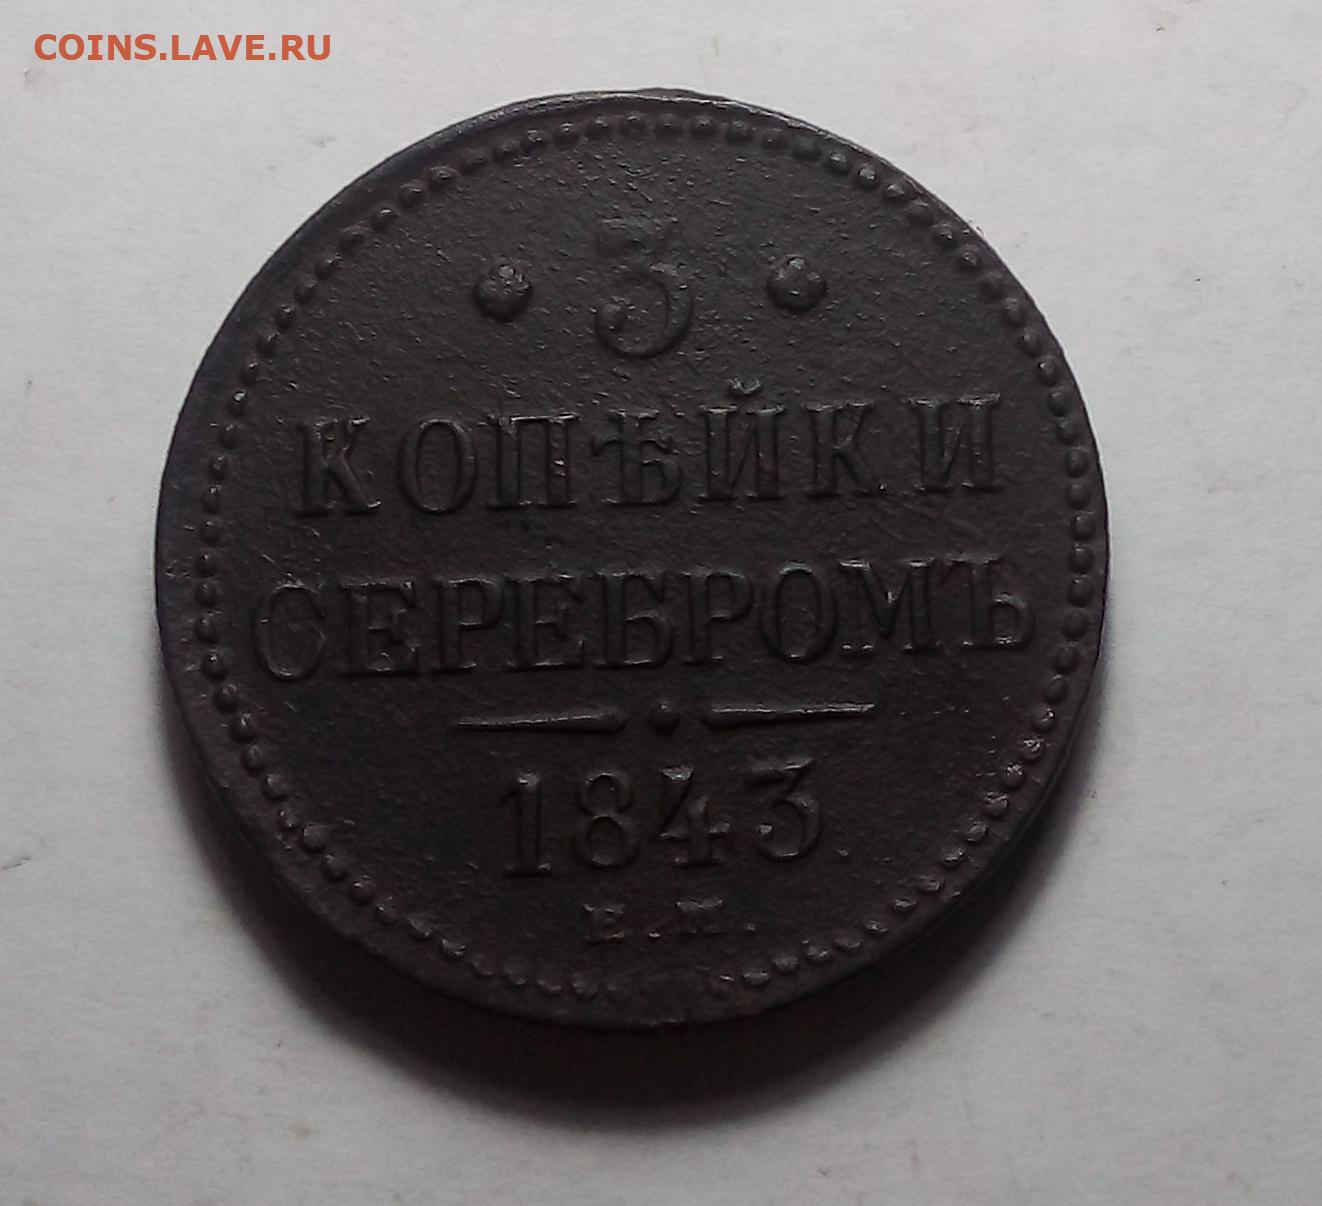 COINS.LAVE.RU
3
КОПѢЙКИ
СЕРЕБРОМЪ
1843
Е.М.